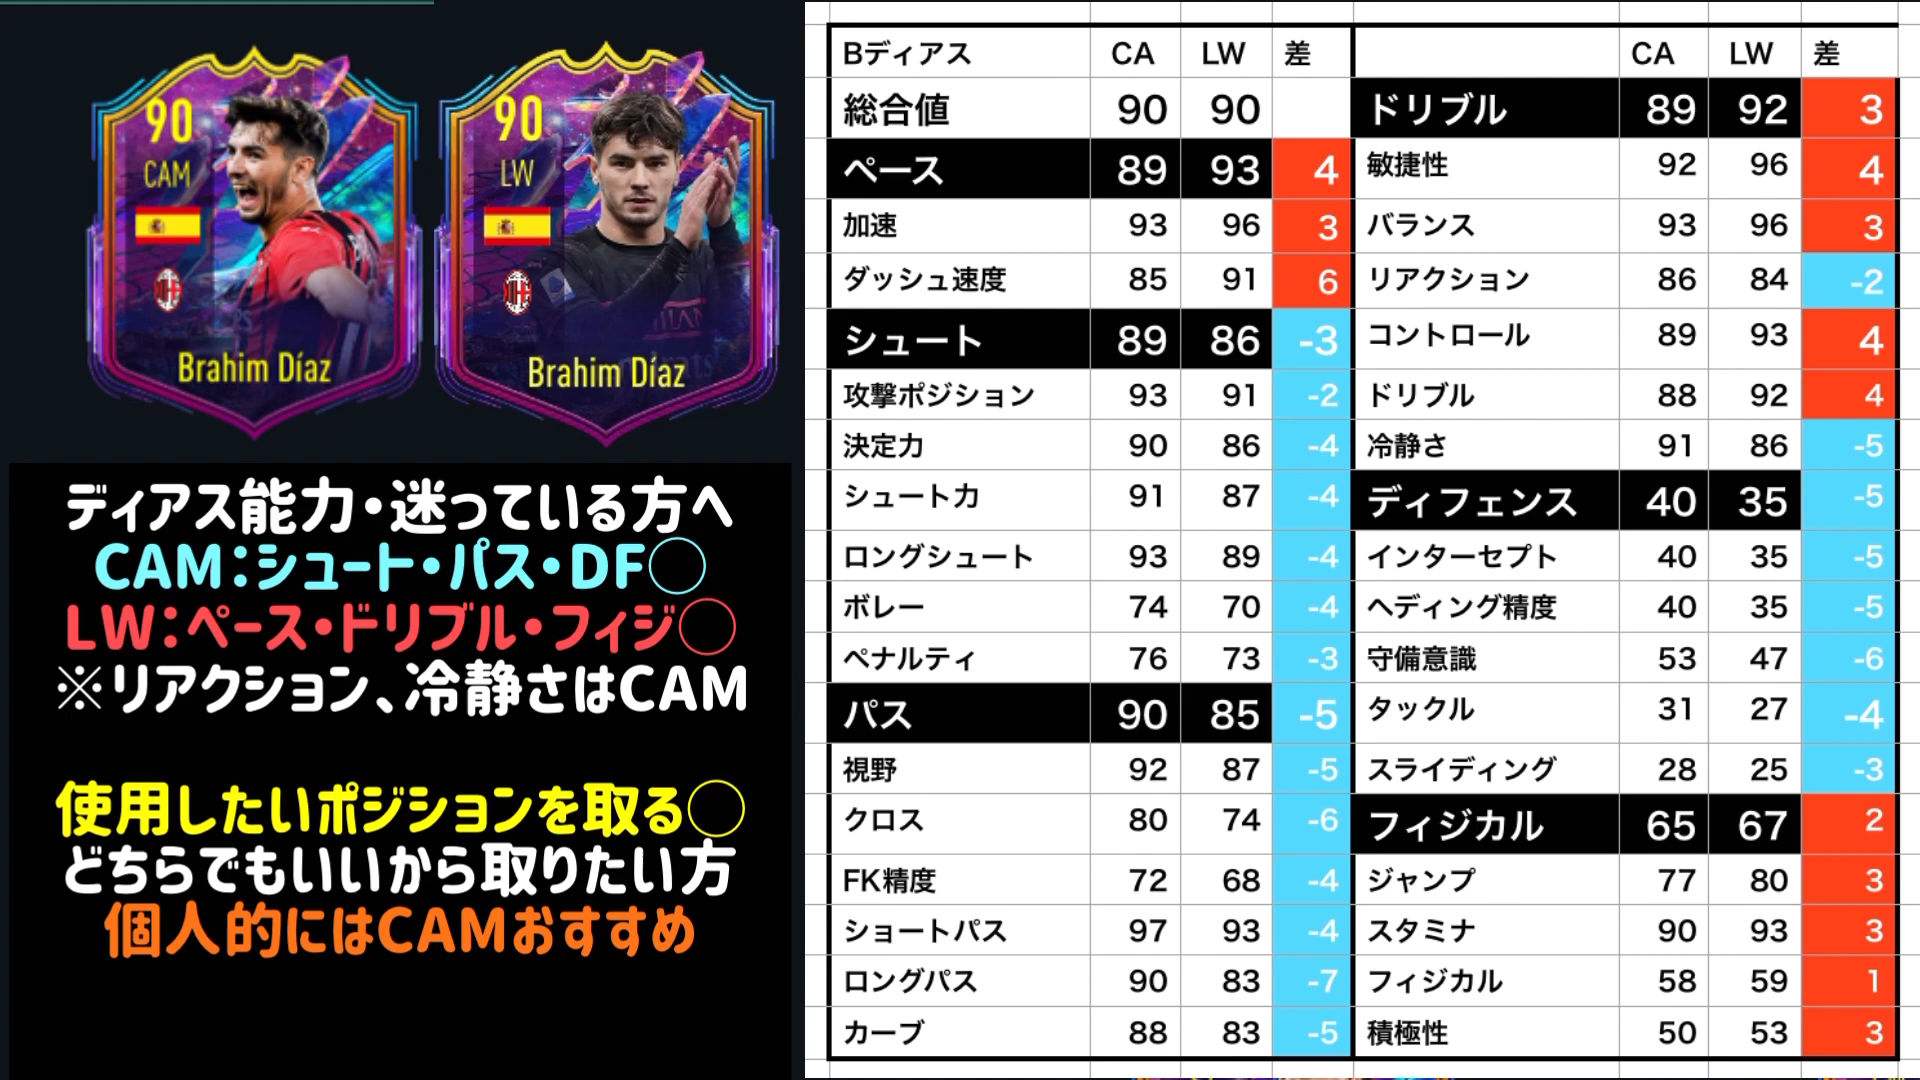 90
CAM
Brahim Díaz
90
LW
Brahim Díaz
ディアス能力・迷っている方へ
CAM:シュート・パス・DF◯
LW:ペース・ドリブル・フィジ◯
※リアクション、冷静さはCAM
使用したいポジションを取る◯
どちらでもいいから取りたい方
個人的にはCAMおすすめ
Bディアス CA LW 差
総合値 90 90
ペース 89 93 4
加速 93 96 3
ダッシュ速度 85 91 6
シュート 89 86 -3
攻撃ポジション 93 91 -2
決定力 90 86 -4
シュート力 91 87 -4
ロングシュート 93 89 -4
ボレー 74 70 -4
ペナルティ 76 73 -3
パス 90 85 -5
視野 92 87 -5
クロス 80 74 -6
FK精度 72 68 -4
ショートパス 97 93 -4
ロングパス 90 83 -7
カーブ 88 83 -5
CA LW 差
ドリブル 89 92 3
敏捷性 92 96 4
バランス 93 96 3
リアクション 86 84 -2
コントロール 89 93 4
ドリブル 88 92 4
冷静さ 91 86 -5
ディフェンス 40 35 -5
インターセプト 40 35 -5
ヘディング精度 40 35 -5
守備意識 53 47 -6
タックル 31 27 -4
スライディング 28 25 -3
フィジカル 65 67 2
ジャンプ 77 80 3
スタミナ 90 93 3
フィジカル 58 59 1
積極性 50 53 3